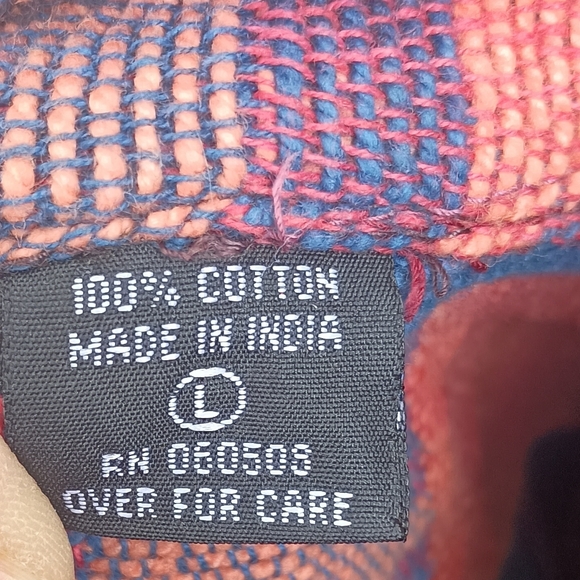 100% COTTON
MADE IN INDIA
L
RN 060508
OVER FOR CARE